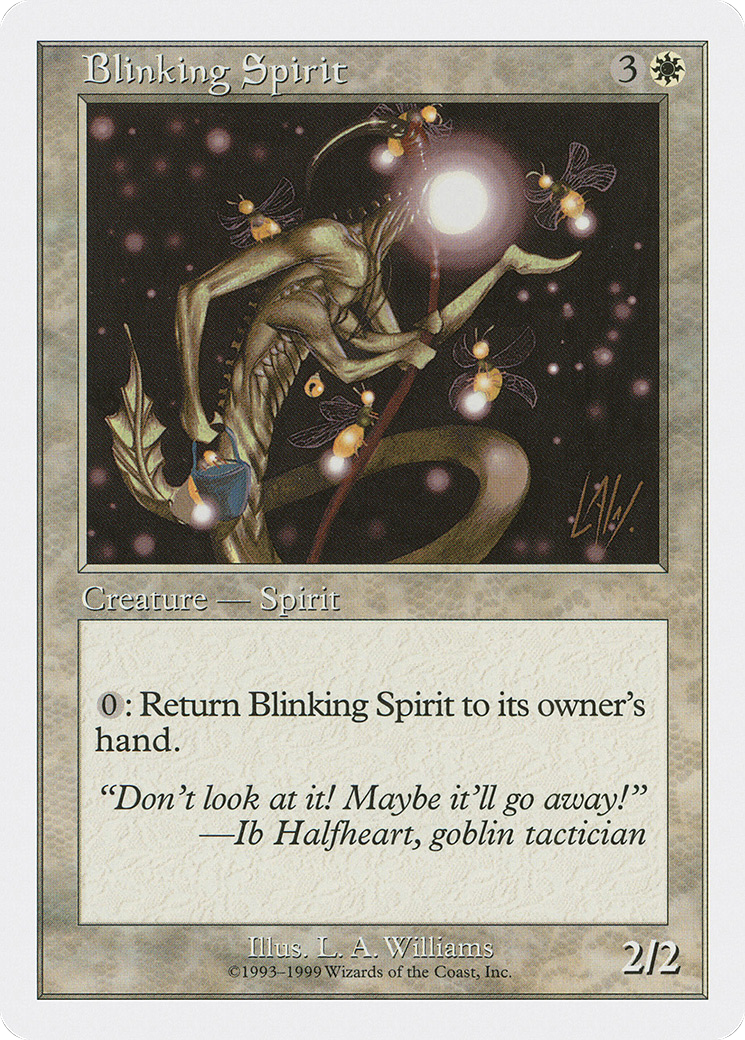 Blinking Spirit 3
LAW.
Creature — Spirit
0: Return Blinking Spirit to its owner's
hand.
“Don't look at it! Maybe it'll go away!”
—Ib Halfheart, goblin tactician
Illus. L. A. Williams
©1993–1999 Wizards of the Coast, Inc.
2/2